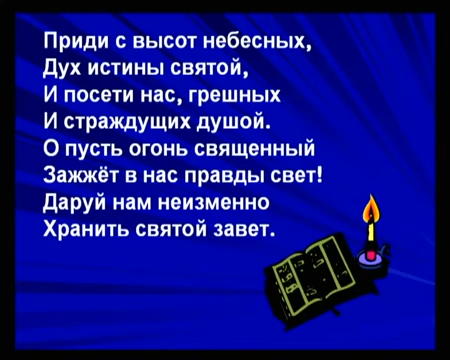 Приди с высот небесных,
Дух истины святой,
И посети нас, грешных
И страждущих душой.
О пусть огонь священный
Зажжёт в нас правды свет!
Даруй нам неизменно
Хранить святой завет.